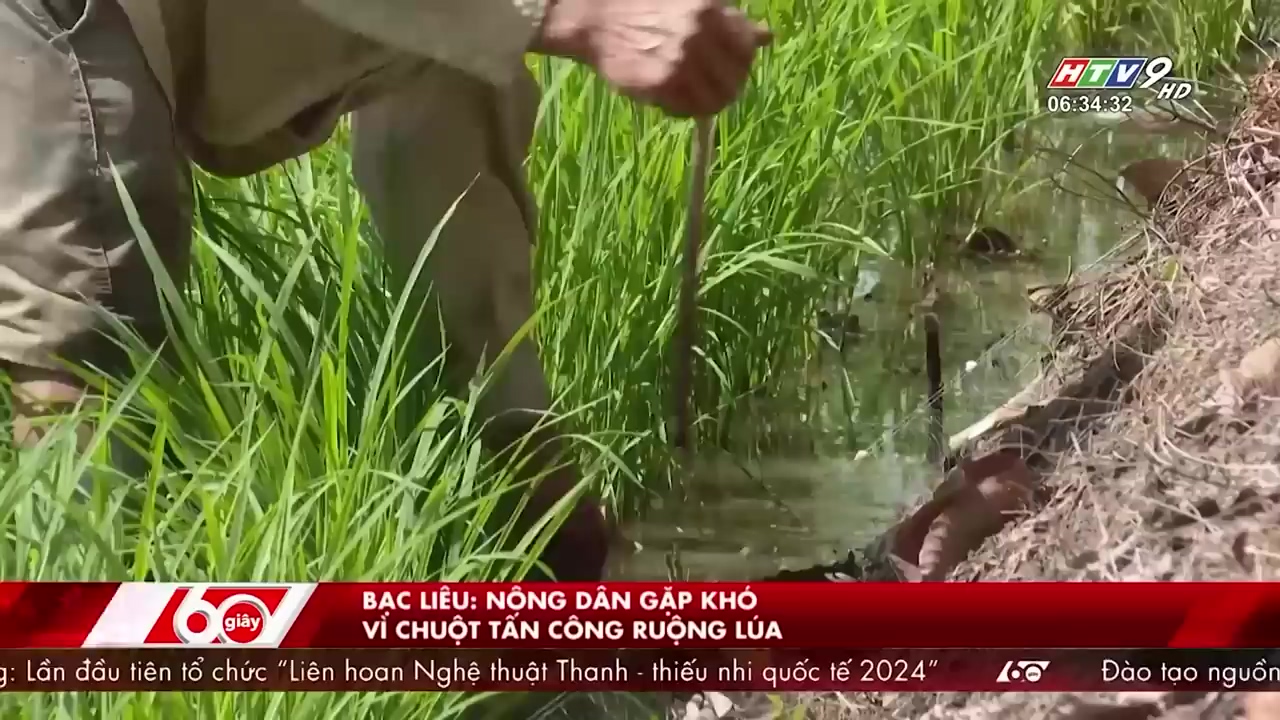 HTV9 HD
06:34:32
60 giây
BẠC LIÊU: NÔNG DÂN GẶP KHÓ
VÌ CHUỘT TẤN CÔNG RUỘNG LÚA
g: Lần đầu tiên tổ chức “Liên hoan Nghệ thuật Thanh - thiếu nhi quốc tế 2024” 60 Đào tạo nguồn